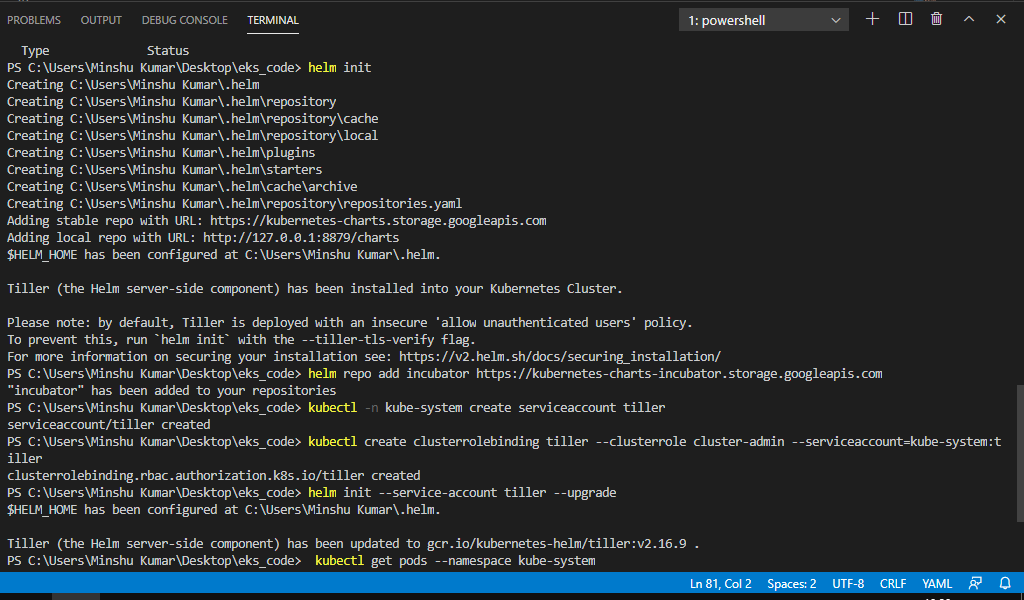 PROBLEMS OUTPUT DEBUG CONSOLE TERMINAL 1: powershell
Type Status
PS C:\Users\Minshu Kumar\Desktop\eks_code> helm init
Creating C:\Users\Minshu Kumar\.helm
Creating C:\Users\Minshu Kumar\.helm\repository
Creating C:\Users\Minshu Kumar\.helm\repository\cache
Creating C:\Users\Minshu Kumar\.helm\repository\local
Creating C:\Users\Minshu Kumar\.helm\plugins
Creating C:\Users\Minshu Kumar\.helm\starters
Creating C:\Users\Minshu Kumar\.helm\cache\archive
Creating C:\Users\Minshu Kumar\.helm\repository\repositories.yaml
Adding stable repo with URL: https://kubernetes-charts.storage.googleapis.com
Adding local repo with URL: http://127.0.0.1:8879/charts
$HELM_HOME has been configured at C:\Users\Minshu Kumar\.helm.
Tiller (the Helm server-side component) has been installed into your Kubernetes Cluster.
Please note: by default, Tiller is deployed with an insecure 'allow unauthenticated users' policy.
To prevent this, run `helm init` with the --tiller-tls-verify flag.
For more information on securing your installation see: https://v2.helm.sh/docs/securing_installation/
PS C:\Users\Minshu Kumar\Desktop\eks_code> helm repo add incubator https://kubernetes-charts-incubator.storage.googleapis.com
"incubator" has been added to your repositories
PS C:\Users\Minshu Kumar\Desktop\eks_code> kubectl -n kube-system create serviceaccount tiller
serviceaccount/tiller created
PS C:\Users\Minshu Kumar\Desktop\eks_code> kubectl create clusterrolebinding tiller --clusterrole cluster-admin --serviceaccount=kube-system:t
iller
clusterrolebinding.rbac.authorization.k8s.io/tiller created
PS C:\Users\Minshu Kumar\Desktop\eks_code> helm init --service-account tiller --upgrade
$HELM_HOME has been configured at C:\Users\Minshu Kumar\.helm.
Tiller (the Helm server-side component) has been updated to gcr.io/kubernetes-helm/tiller:v2.16.9 .
PS C:\Users\Minshu Kumar\Desktop\eks_code> kubectl get pods --namespace kube-system
Ln 81, Col 2 Spaces: 2 UTF-8 CRLF YAML